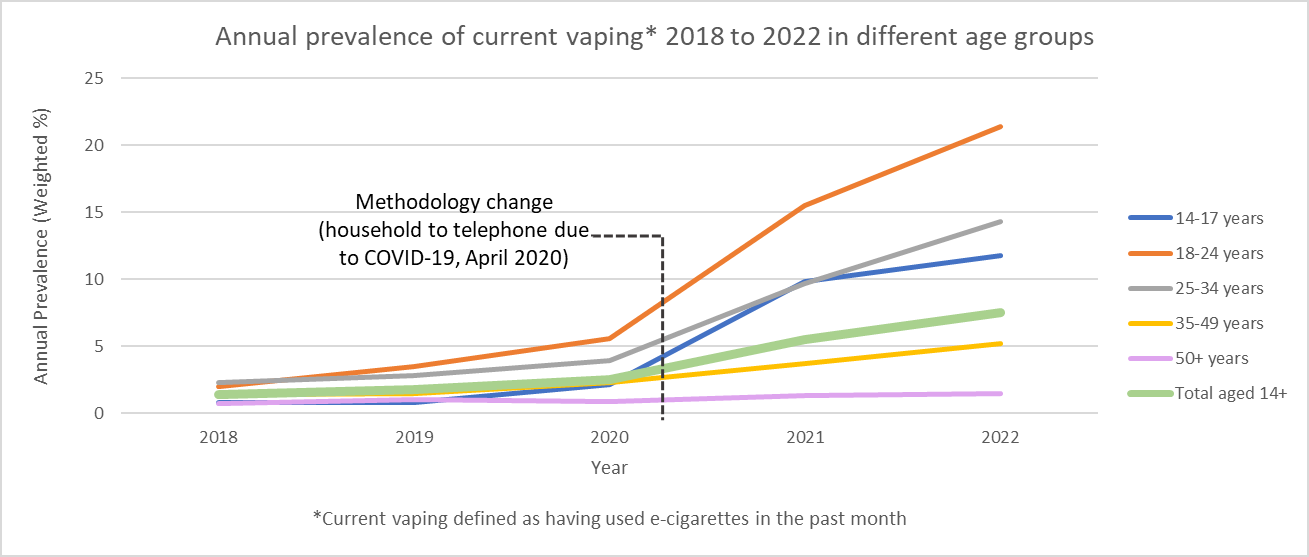 Annual prevalence of current vaping* 2018 to 2022 in different age groups
Annual Prevalence (Weighted %)
25
20
15
10
5
0
Methodology change
(household to telephone due
to COVID-19, April 2020)
2018 2019 2020 2021 2022
Year
14-17 years
18-24 years
25-34 years
35-49 years
50+ years
Total aged 14+
*Current vaping defined as having used e-cigarettes in the past month